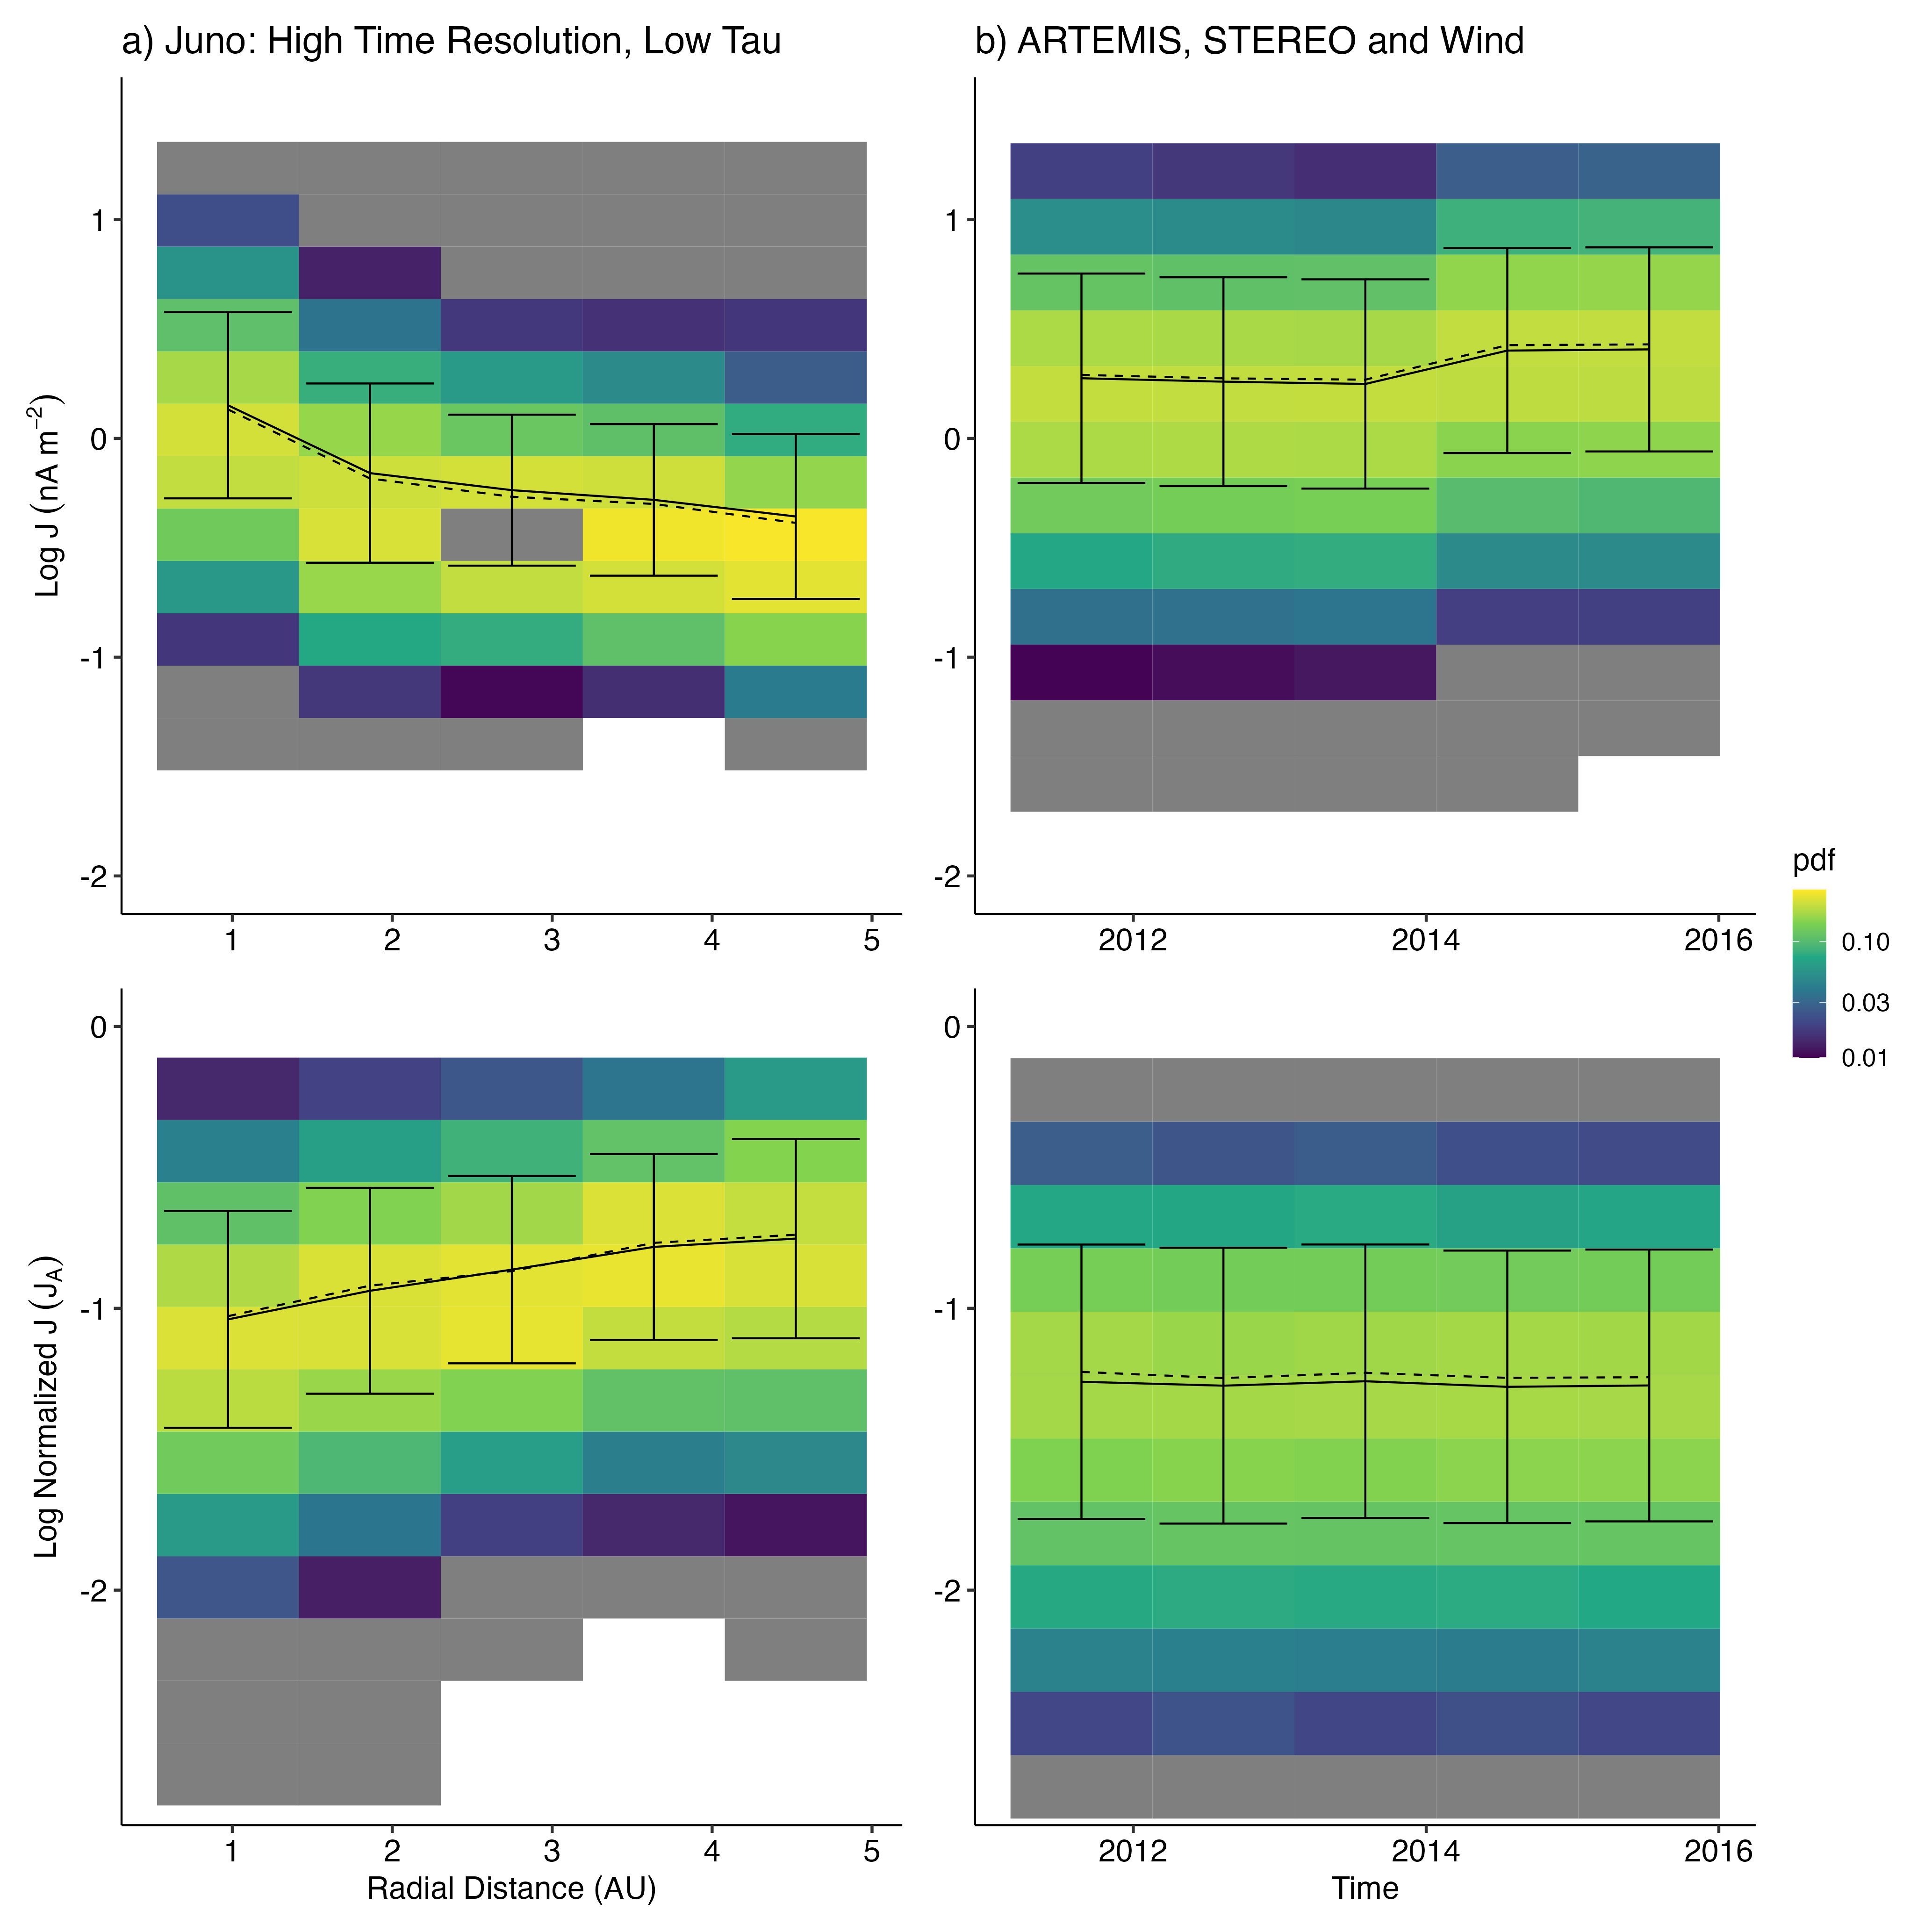 a) Juno: High Time Resolution, Low Tau
b) ARTEMIS, STEREO and Wind
Log J (nA m⁻²)
1
0
-1
-2
1 2 3 4 5
1
0
-1
-2
2012 2014 2016
pdf
0.10
0.03
0.01
Log Normalized J (J_A)
0
-1
-2
1 2 3 4 5
Radial Distance (AU)
0
-1
-2
2012 2014 2016
Time